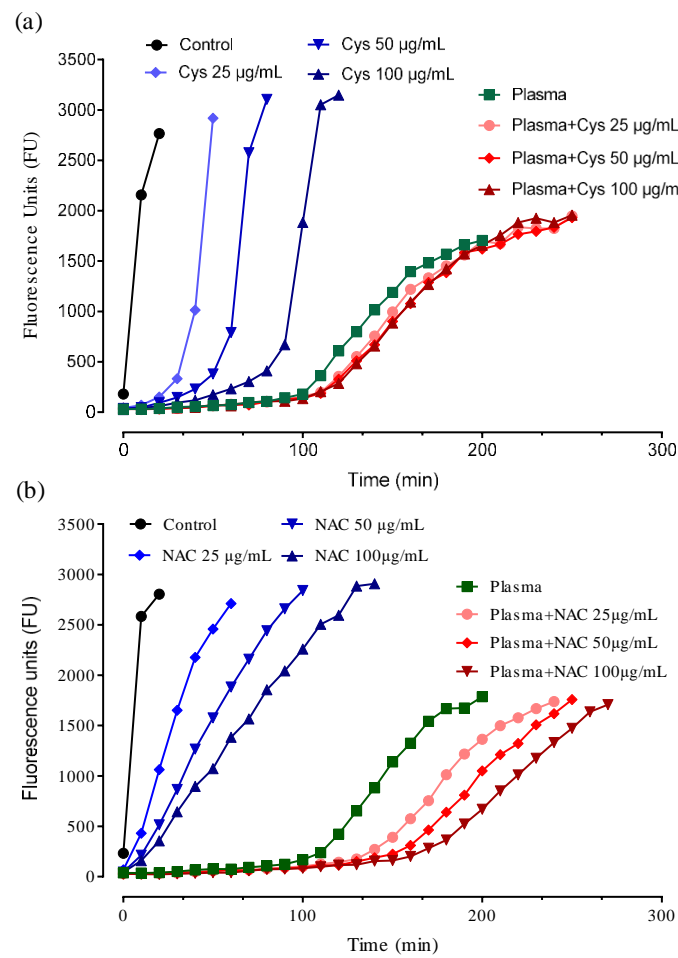 (a)
Control
Cys 25 µg/mL
Cys 50 µg/mL
Cys 100 µg/mL
Plasma
Plasma+Cys 25 µg/mL
Plasma+Cys 50 µg/mL
Plasma+Cys 100 µg/m
Fluorescence Units (FU)
3500
3000
2500
2000
1500
1000
500
0
0
100
200
300
Time (min)
(b)
Control
NAC 25 µg/mL
NAC 50 µg/mL
NAC 100µg/mL
Plasma
Plasma+NAC 25µg/mL
Plasma+NAC 50µg/mL
Plasma+NAC 100µg/mL
Fluorescence units (FU)
3500
3000
2500
2000
1500
1000
500
0
0
100
200
300
Time (min)